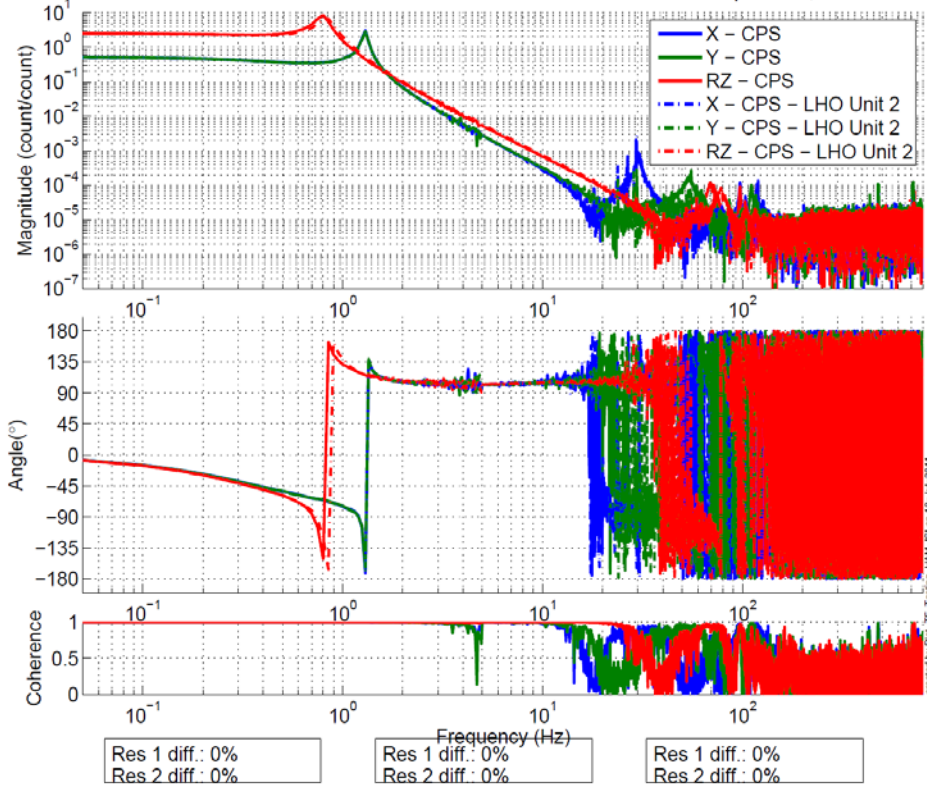 X − CPS
Y − CPS
RZ − CPS
X − CPS − LHO Unit 2
Y − CPS − LHO Unit 2
RZ − CPS − LHO Unit 2
Magnitude (count/count)
10^1
10^0
10^−1
10^−2
10^−3
10^−4
10^−5
10^−6
10^−7
10^−1 10^0 10^1 10^2
Angle(°)
180
135
90
45
0
−45
−90
−135
−180
10^−1 10^0 10^1 10^2
Coherence
1
0.5
0
10^−1 10^0 10^1 10^2
Frequency (Hz)
Res 1 diff.: 0%
Res 2 diff.: 0%
Res 1 diff.: 0%
Res 2 diff.: 0%
Res 1 diff.: 0%
Res 2 diff.: 0%